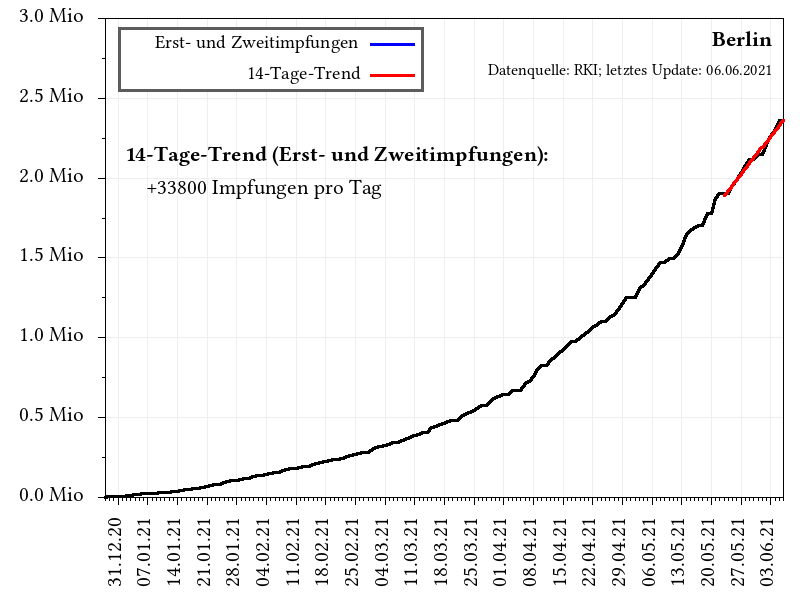 3.0 Mio
2.5 Mio
2.0 Mio
1.5 Mio
1.0 Mio
0.5 Mio
0.0 Mio
Erst- und Zweitimpfungen
14-Tage-Trend
Berlin
Datenquelle: RKI; letztes Update: 06.06.2021
14-Tage-Trend (Erst- und Zweitimpfungen):
+33800 Impfungen pro Tag
31.12.20
07.01.21
14.01.21
21.01.21
28.01.21
04.02.21
11.02.21
18.02.21
25.02.21
04.03.21
11.03.21
18.03.21
25.03.21
01.04.21
08.04.21
15.04.21
22.04.21
29.04.21
06.05.21
13.05.21
20.05.21
27.05.21
03.06.21